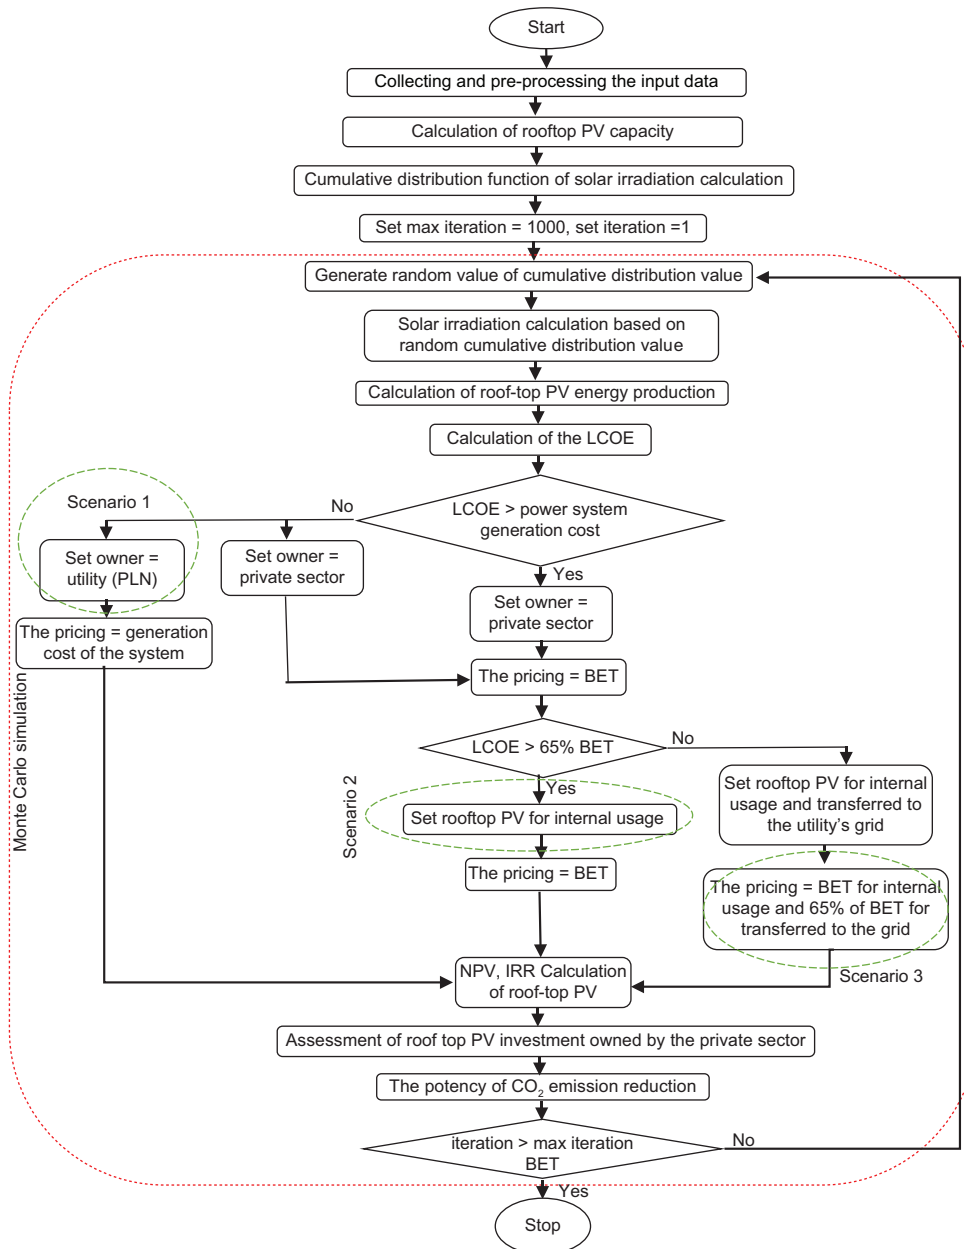 Start
Collecting and pre-processing the input data
Calculation of rooftop PV capacity
Cumulative distribution function of solar irradiation calculation
Set max iteration = 1000, set iteration =1
Generate random value of cumulative distribution value
Solar irradiation calculation based on
random cumulative distribution value
Calculation of roof-top PV energy production
Calculation of the LCOE
LCOE > power system
generation cost
No
Scenario 1
Set owner =
utility (PLN)
Set owner =
private sector
Yes
Set owner =
private sector
The pricing = generation
cost of the system
The pricing = BET
LCOE > 65% BET
No
Yes
Scenario 2
Set rooftop PV for internal usage
Set rooftop PV for internal
usage and transferred to
the utility's grid
The pricing = BET
The pricing = BET for internal
usage and 65% of BET for
transferred to the grid
Scenario 3
Monte Carlo simulation
NPV, IRR Calculation
of roof-top PV
Assessment of roof top PV investment owned by the private sector
The potency of CO₂ emission reduction
iteration > max iteration
BET
No
Yes
Stop